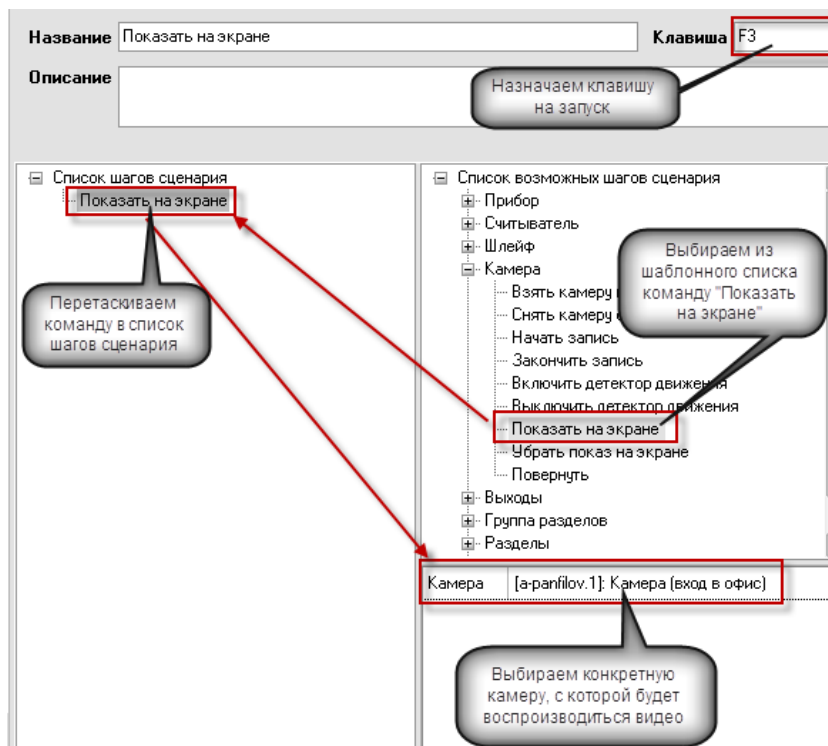 Название Показать на экране Клавиша F3
Описание
Назначаем клавишу
на запуск
Список шагов сценария
Показать на экране
Перетаскиваем
команду в список
шагов сценария
Список возможных шагов сценария
Прибор
Считыватель
Шлейф
Камера
Взять камеру
Снять камеру
Начать запись
Закончить запись
Включить детектор движения
Выключить детектор движения
Показать на экране
Убрать показ на экране
Повернуть
Выходы
Группа разделов
Разделы
Выбираем из
шаблонного списка
команду "Показать
на экране"
Камера [a-panfilov.1]: Камера (вход в офис)
Выбираем конкретную
камеру, с которой будет
воспроизводиться видео